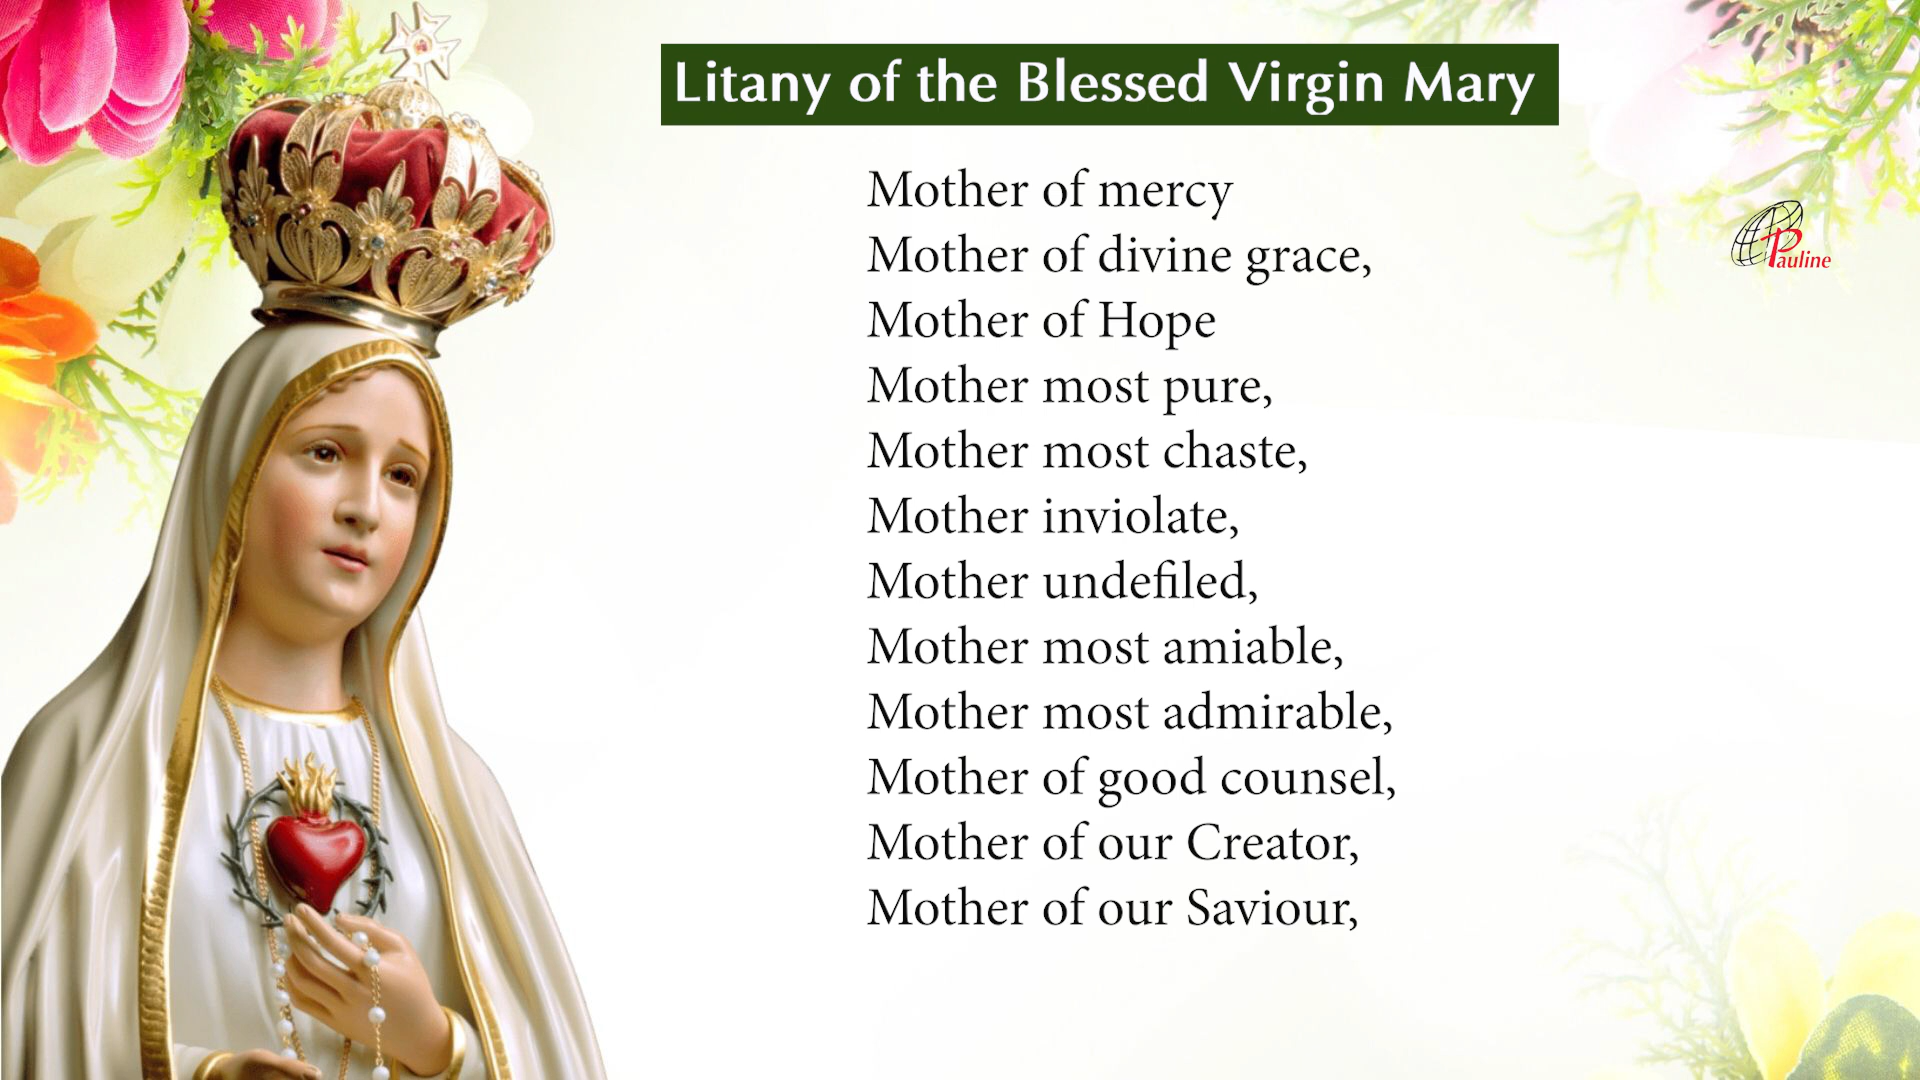 Litany of the Blessed Virgin Mary
Mother of mercy
Mother of divine grace,
Mother of Hope
Mother most pure,
Mother most chaste,
Mother inviolate,
Mother undefiled,
Mother most amiable,
Mother most admirable,
Mother of good counsel,
Mother of our Creator,
Mother of our Saviour,
Pauline